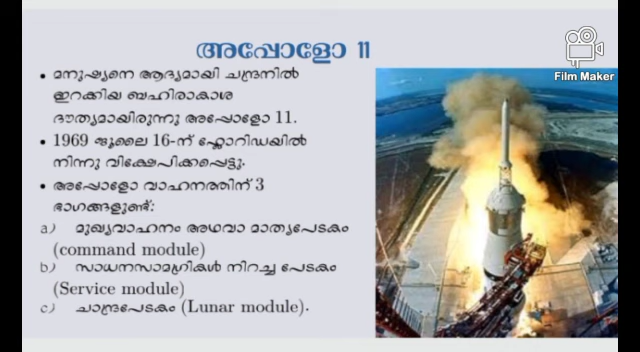 അപ്പോളോ 11
• മനുഷ്യനെ ആദ്യമായി ചന്ദ്രനിൽ
ഇറക്കിയ ബഹിരാകാശ
ദൗത്യമായിരുന്നു അപ്പോളോ 11.
• 1969 ജൂലൈ 16-ന് ഫ്ലോറിഡയിൽ
നിന്നു വിക്ഷേപിക്കപ്പെട്ടു.
• അപ്പോളോ വാഹനത്തിന് 3
ഭാഗങ്ങളുണ്ട്:
a) മുഖ്യവാഹനം അഥവാ മാതൃപേടകം
(command module)
b) സാധനസാമഗ്രികൾ നിറച്ച പേടകം
(Service module)
c) ചാന്ദ്രപേടകം (Lunar module).
Film Maker